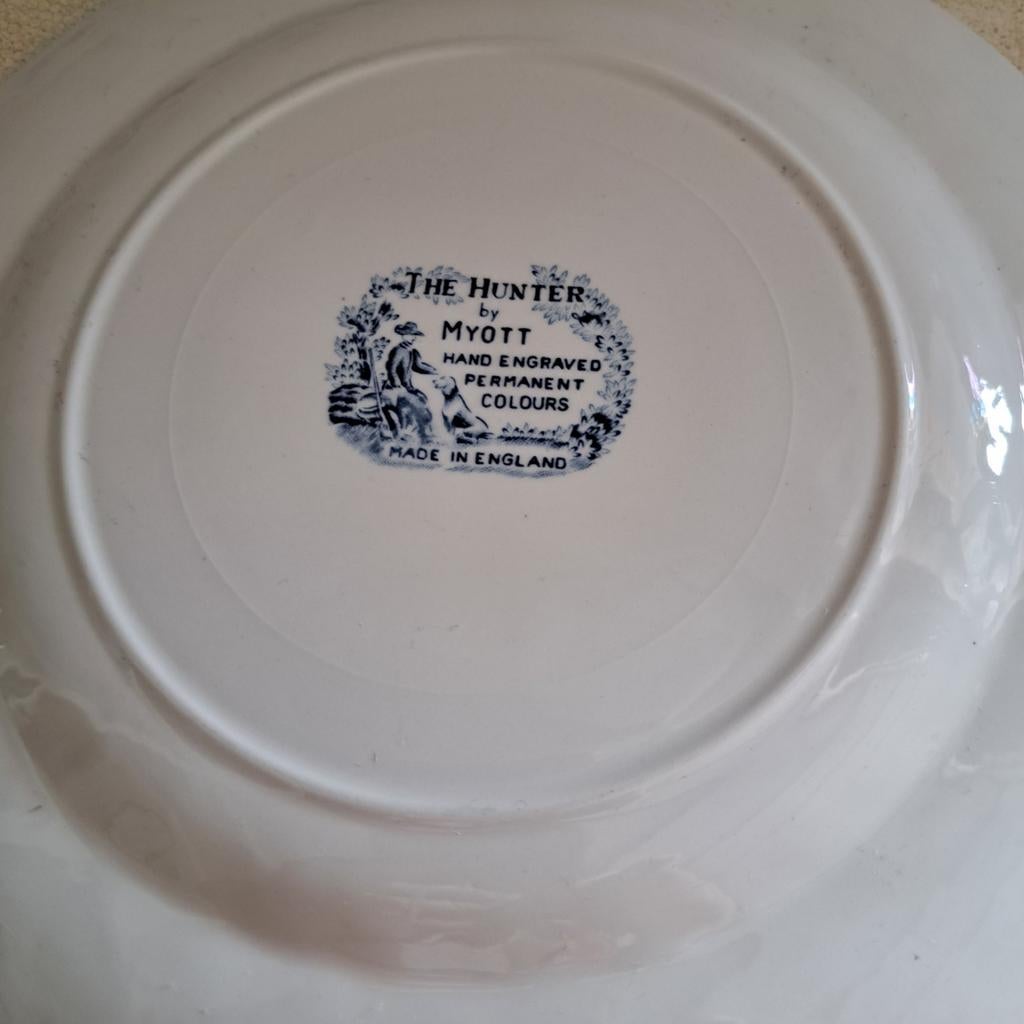 THE HUNTER
by
MYOTT
HAND ENGRAVED
PERMANENT
COLOURS
MADE IN ENGLAND